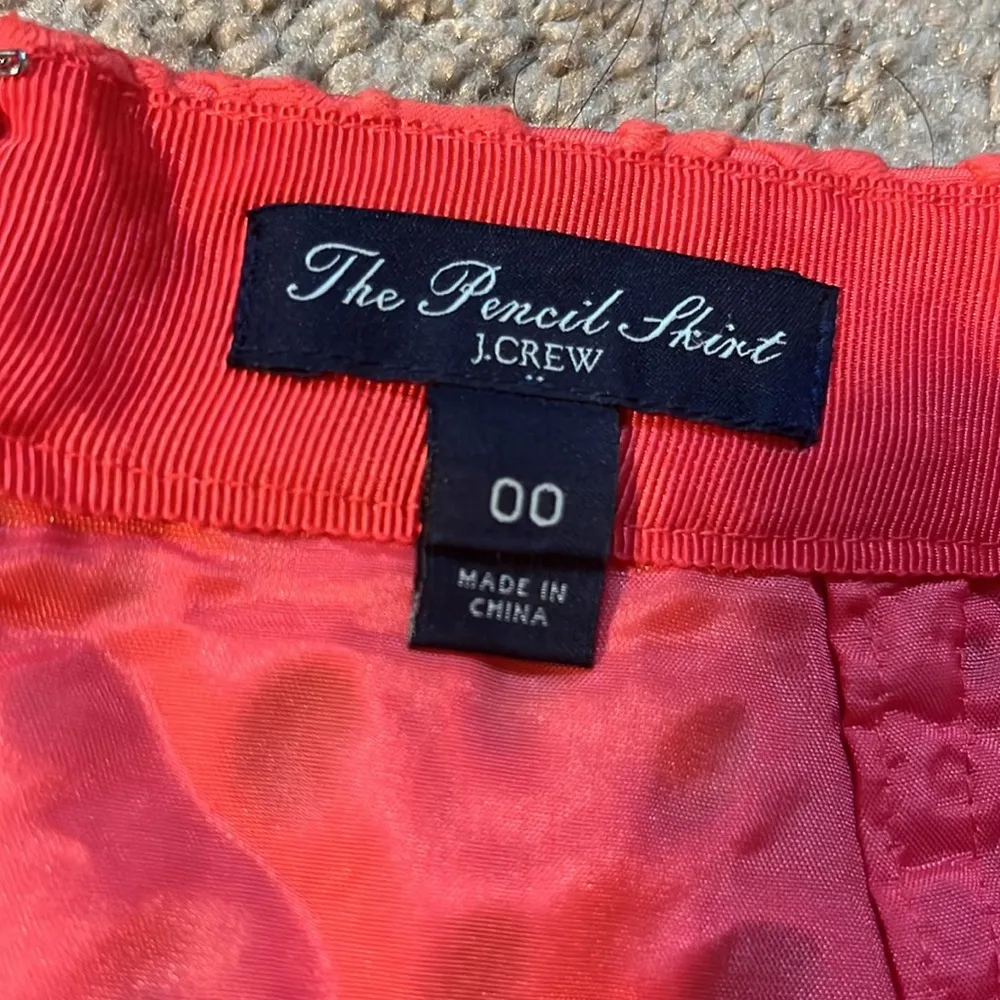 The Pencil Skirt
J.CREW
00
MADE IN
CHINA